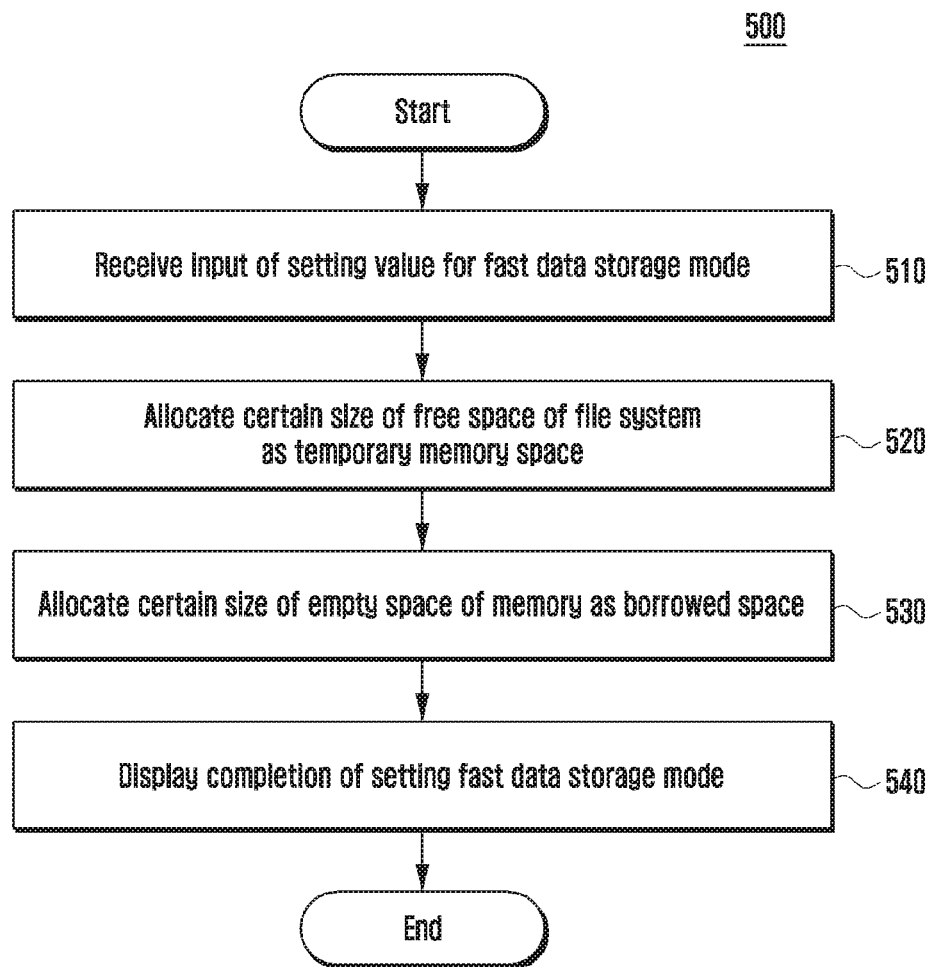 500
Start
Receive input of setting value for fast data storage mode
510
Allocate certain size of free space of file system
as temporary memory space
520
Allocate certain size of empty space of memory as borrowed space
530
Display completion of setting fast data storage mode
540
End